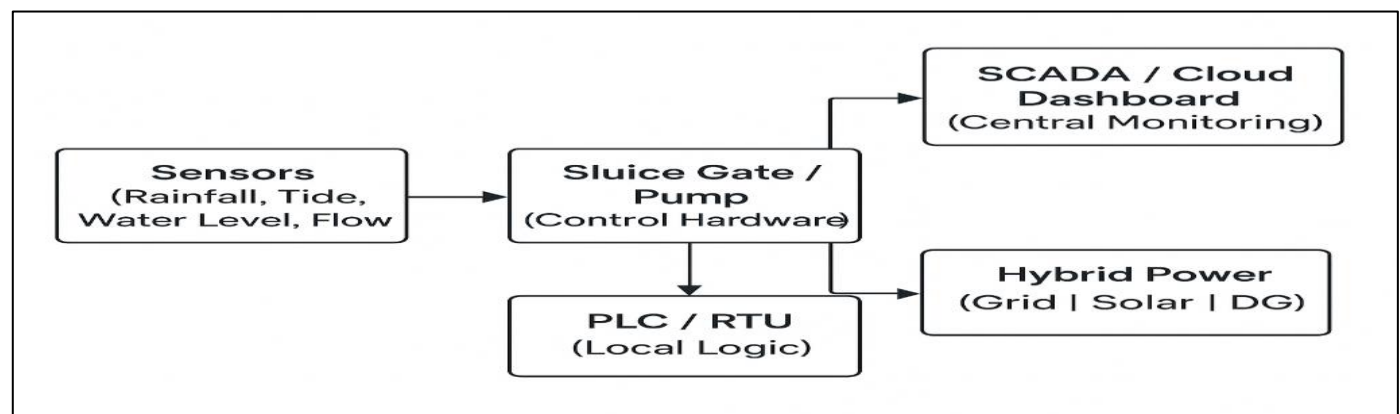 Sensors
(Rainfall, Tide,
Water Level, Flow
Sluice Gate /
Pump
(Control Hardware)
PLC / RTU
(Local Logic)
SCADA / Cloud
Dashboard
(Central Monitoring)
Hybrid Power
(Grid | Solar | DG)